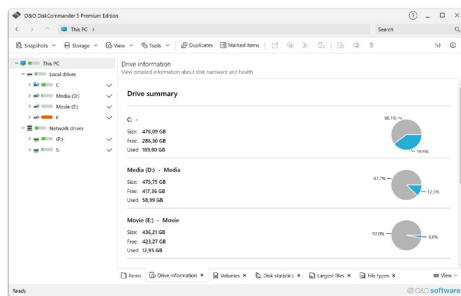 O&O DiskCommander 5 Premium Edition
This PC
Search
Snapshots Storage View Tools Duplicates Marked items
This PC
Local drives
C:
Media (D:)
Movie (E:)
Network drives
(P:)
S:
Drive information
View detailed information about disk hardware and health
Drive summary
C: -
Size: 476,09 GB
Free: 286,30 GB
Used 189,80 GB
60,1%
39,9%
Media (D:) - Media
Size: 475,75 GB
Free: 417,36 GB
Used 58,39 GB
87,7%
12,3%
Movie (E:) - Movie
Size: 436,21 GB
Free: 423,27 GB
Used 12,95 GB
97,0%
Items Drive information Volumes Disk statistics Largest files File types View
Ready
O&O software